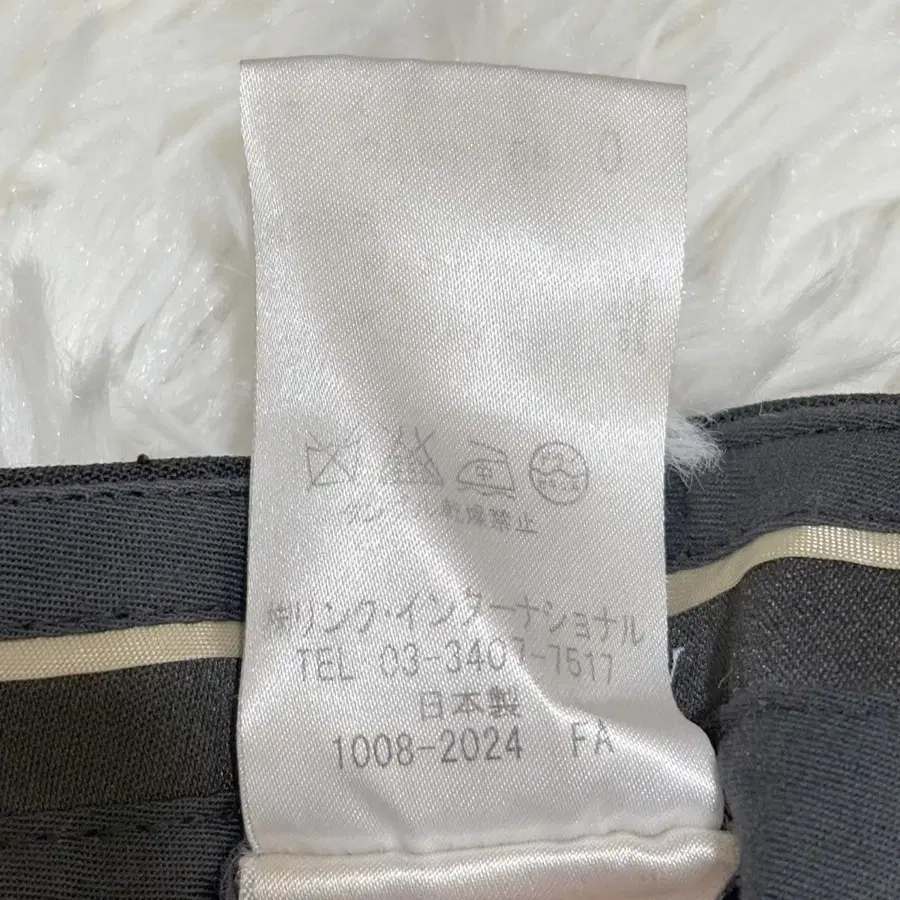 タンブル乾燥禁止
㈱リンク・インターナショナル
TEL 03-3407-7517
日本製
1008-2024 FA